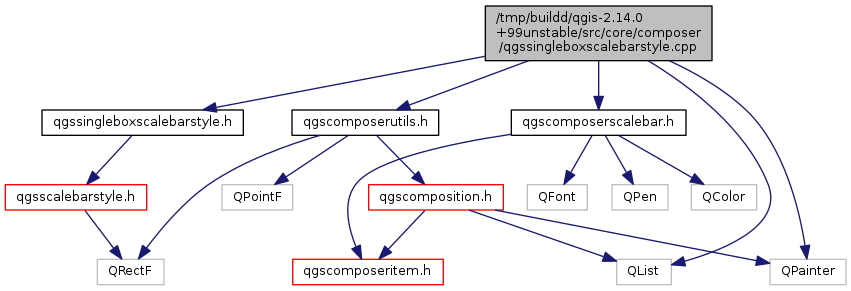 /tmp/buildd/qgis-2.14.0
+99unstable/src/core/composer
/qgssingleboxscalebarstyle.cpp
qgssingleboxscalebarstyle.h
qgscomposerutils.h
qgscomposerscalebar.h
qgsscalebarstyle.h
QPointF
qgscomposition.h
QFont
QPen
QColor
QRectF
qgscomposeritem.h
QList
QPainter